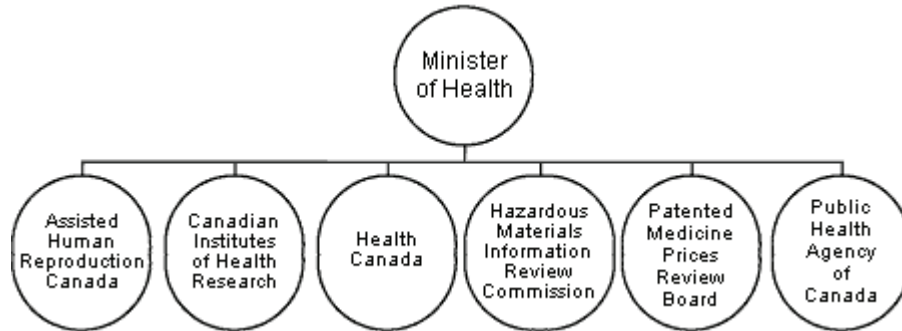 Minister
of Health
Assisted
Human
Reproduction
Canada
Canadian
Institutes
of Health
Research
Health
Canada
Hazardous
Materials
Information
Review
Commission
Patented
Medicine
Prices
Review
Board
Public
Health
Agency
of
Canada